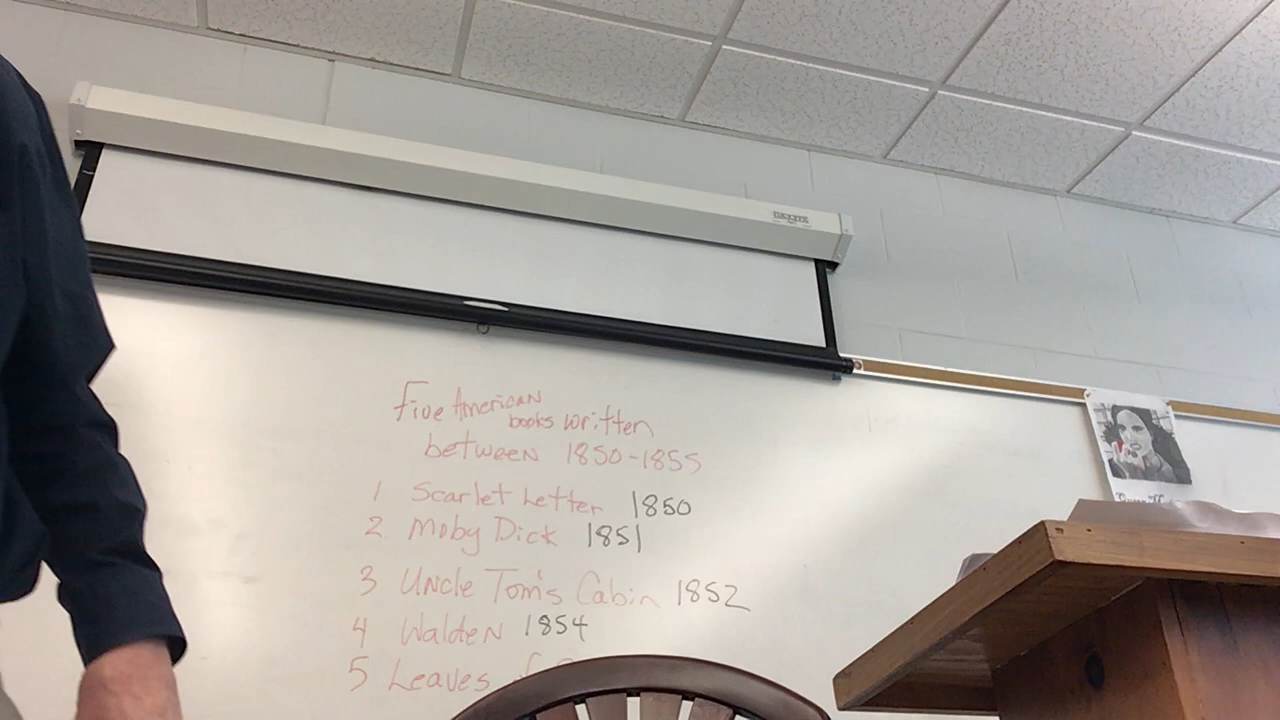 Five American
books written
between 1850-1855
1 Scarlet Letter 1850
2 Moby Dick 1851
3 Uncle Tom's Cabin 1852
4 Walden 1854
5 Leaves